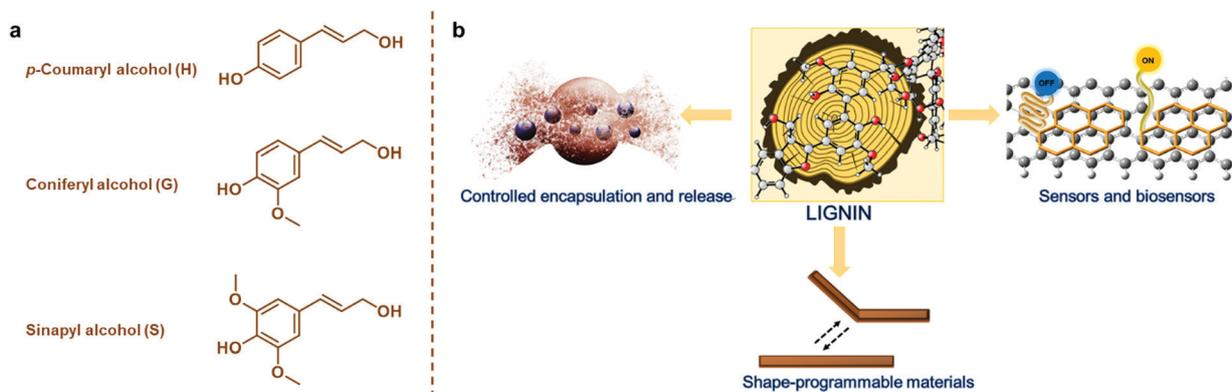 a
p-Coumaryl alcohol (H)
HO
OH
Coniferyl alcohol (G)
HO
O
OH
Sinapyl alcohol (S)
O
HO
O
OH
b
Controlled encapsulation and release
LIGNIN
OFF
ON
Sensors and biosensors
Shape-programmable materials